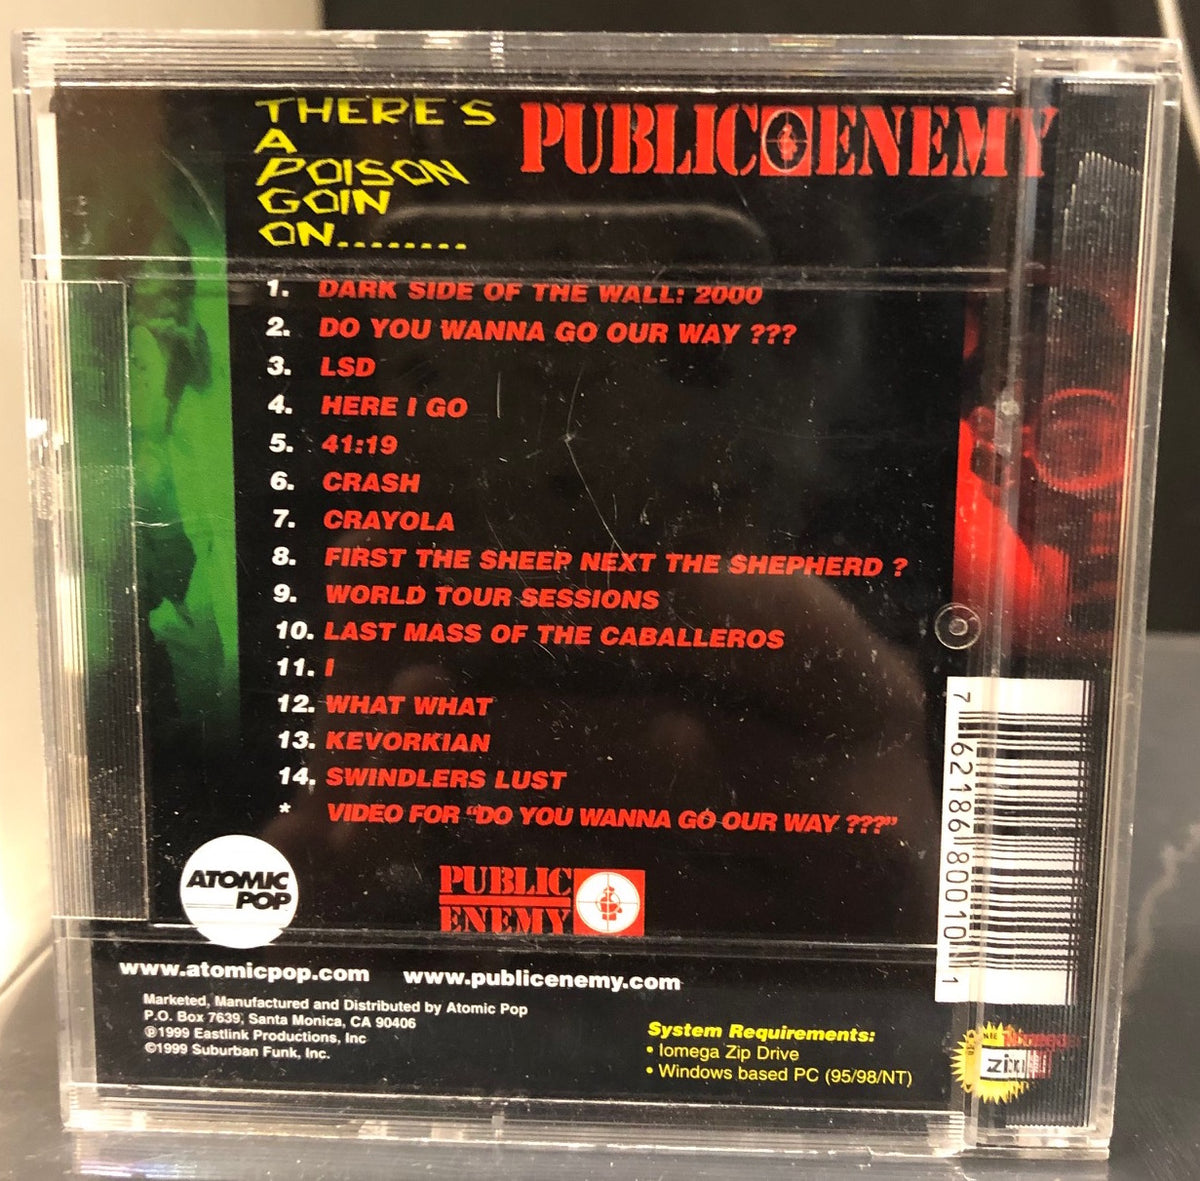 THERE'S
A
POISON
GOIN
ON........
PUBLIC ENEMY
1. DARK SIDE OF THE WALL: 2000
2. DO YOU WANNA GO OUR WAY ???
3. LSD
4. HERE I GO
5. 41:19
6. CRASH
7. CRAYOLA
8. FIRST THE SHEEP NEXT THE SHEPHERD ?
9. WORLD TOUR SESSIONS
10. LAST MASS OF THE CABALLEROS
11. I
12. WHAT WHAT
13. KEVORKIAN
14. SWINDLERS LUST
* VIDEO FOR "DO YOU WANNA GO OUR WAY ???"
ATOMIC
POP
PUBLIC
ENEMY
7 62186 80010 1
www.atomicpop.com www.publicenemy.com
Marketed, Manufactured and Distributed by Atomic Pop
P.O. Box 7639, Santa Monica, CA 90406
℗1999 Eastlink Productions, Inc
©1999 Suburban Funk, Inc.
System Requirements:
• Iomega Zip Drive
• Windows based PC (95/98/NT)